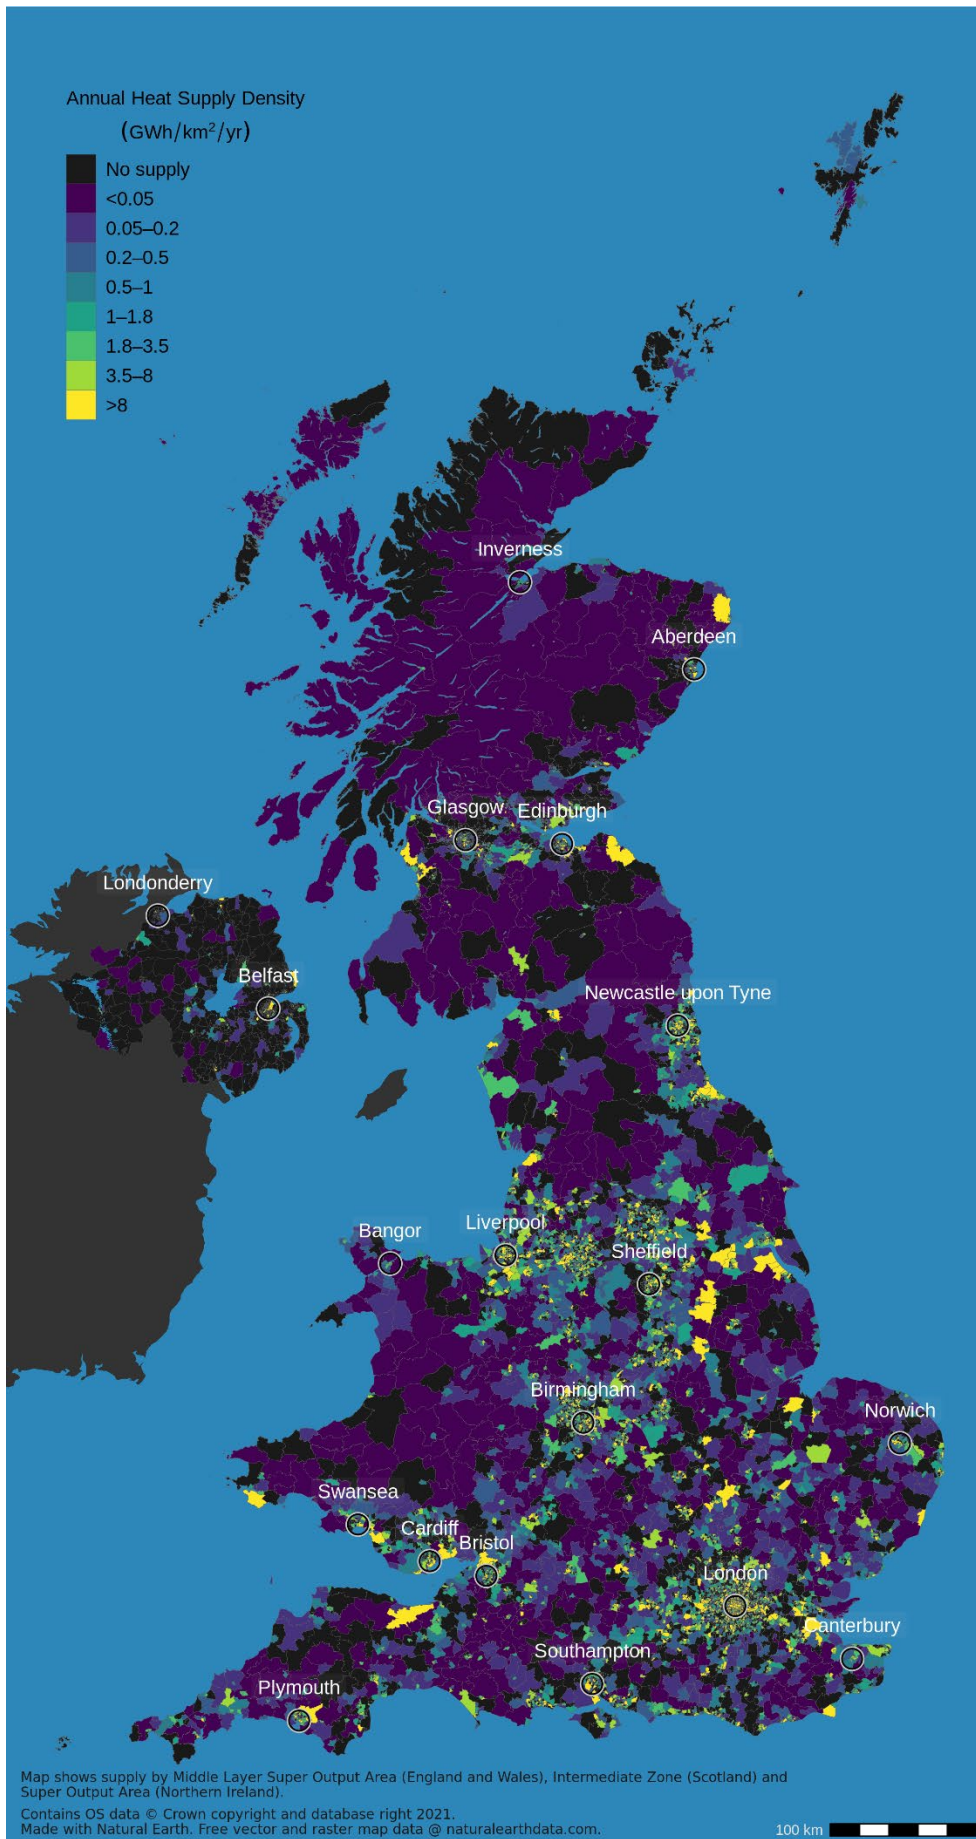 Annual Heat Supply Density
(GWh/km²/yr)
No supply
<0.05
0.05–0.2
0.2–0.5
0.5–1
1–1.8
1.8–3.5
3.5–8
>8
Inverness
Aberdeen
Glasgow
Edinburgh
Londonderry
Belfast
Newcastle upon Tyne
Bangor
Liverpool
Sheffield
Birmingham
Norwich
Swansea
Cardiff
Bristol
London
Canterbury
Southampton
Plymouth
Map shows supply by Middle Layer Super Output Area (England and Wales), Intermediate Zone (Scotland) and
Super Output Area (Northern Ireland).
Contains OS data © Crown copyright and database right 2021.
Made with Natural Earth. Free vector and raster map data @ naturalearthdata.com.
100 km